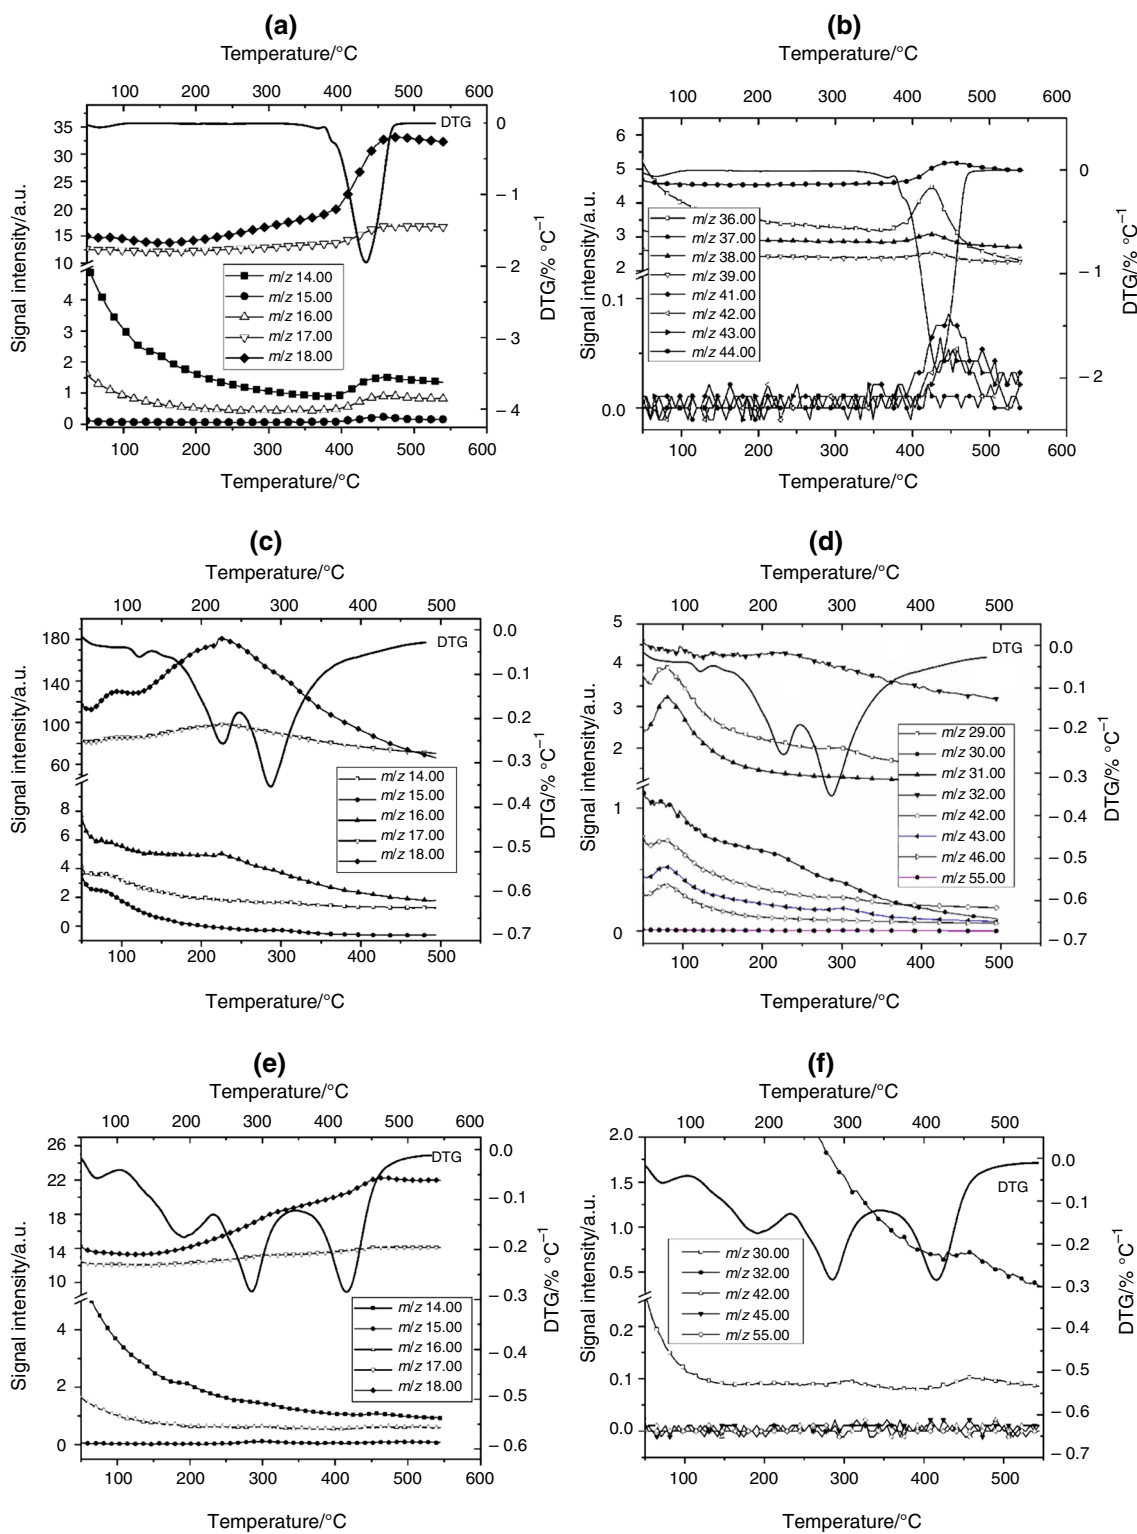 (a)
Temperature/°C
100 200 300 400 500 600
35
30
25
20
15
10
4
3
2
1
0
Signal intensity/a.u.
DTG
0
– 1
– 2
– 3
– 4
DTG/% °C–1
m/z 14.00
m/z 15.00
m/z 16.00
m/z 17.00
m/z 18.00
100 200 300 400 500 600
Temperature/°C
(b)
Temperature/°C
100 200 300 400 500 600
6
5
4
3
2
0.1
0.0
Signal intensity/a.u.
0
– 1
– 2
DTG/% °C–1
m/z 36.00
m/z 37.00
m/z 38.00
m/z 39.00
m/z 41.00
m/z 42.00
m/z 43.00
m/z 44.00
100 200 300 400 500 600
Temperature/°C
(c)
Temperature/°C
100 200 300 400 500
180
140
100
60
8
6
4
2
0
Signal intensity/a.u.
DTG
0.0
– 0.1
– 0.2
– 0.3
– 0.4
– 0.5
– 0.6
– 0.7
DTG/% °C–1
m/z 14.00
m/z 15.00
m/z 16.00
m/z 17.00
m/z 18.00
100 200 300 400 500
Temperature/°C
(d)
Temperature/°C
100 200 300 400 500
5
4
3
2
1
0
Signal intensity/a.u.
DTG
0.0
– 0.1
– 0.2
– 0.3
– 0.4
– 0.5
– 0.6
– 0.7
DTG/% °C–1
m/z 29.00
m/z 30.00
m/z 31.00
m/z 32.00
m/z 42.00
m/z 43.00
m/z 46.00
m/z 55.00
100 200 300 400 500
Temperature/°C
(e)
Temperature/°C
100 200 300 400 500 600
26
22
18
14
10
4
2
0
Signal intensity/a.u.
DTG
0.0
– 0.1
– 0.2
– 0.3
– 0.4
– 0.5
– 0.6
DTG/% °C–1
m/z 14.00
m/z 15.00
m/z 16.00
m/z 17.00
m/z 18.00
100 200 300 400 500 600
Temperature/°C
(f)
Temperature/°C
100 200 300 400 500
2.0
1.5
1.0
0.5
0.2
0.1
0.0
Signal intensity/a.u.
DTG
0.0
– 0.1
– 0.2
– 0.3
– 0.4
– 0.5
– 0.6
– 0.7
DTG/% °C–1
m/z 30.00
m/z 32.00
m/z 42.00
m/z 45.00
m/z 55.00
100 200 300 400 500
Temperature/°C